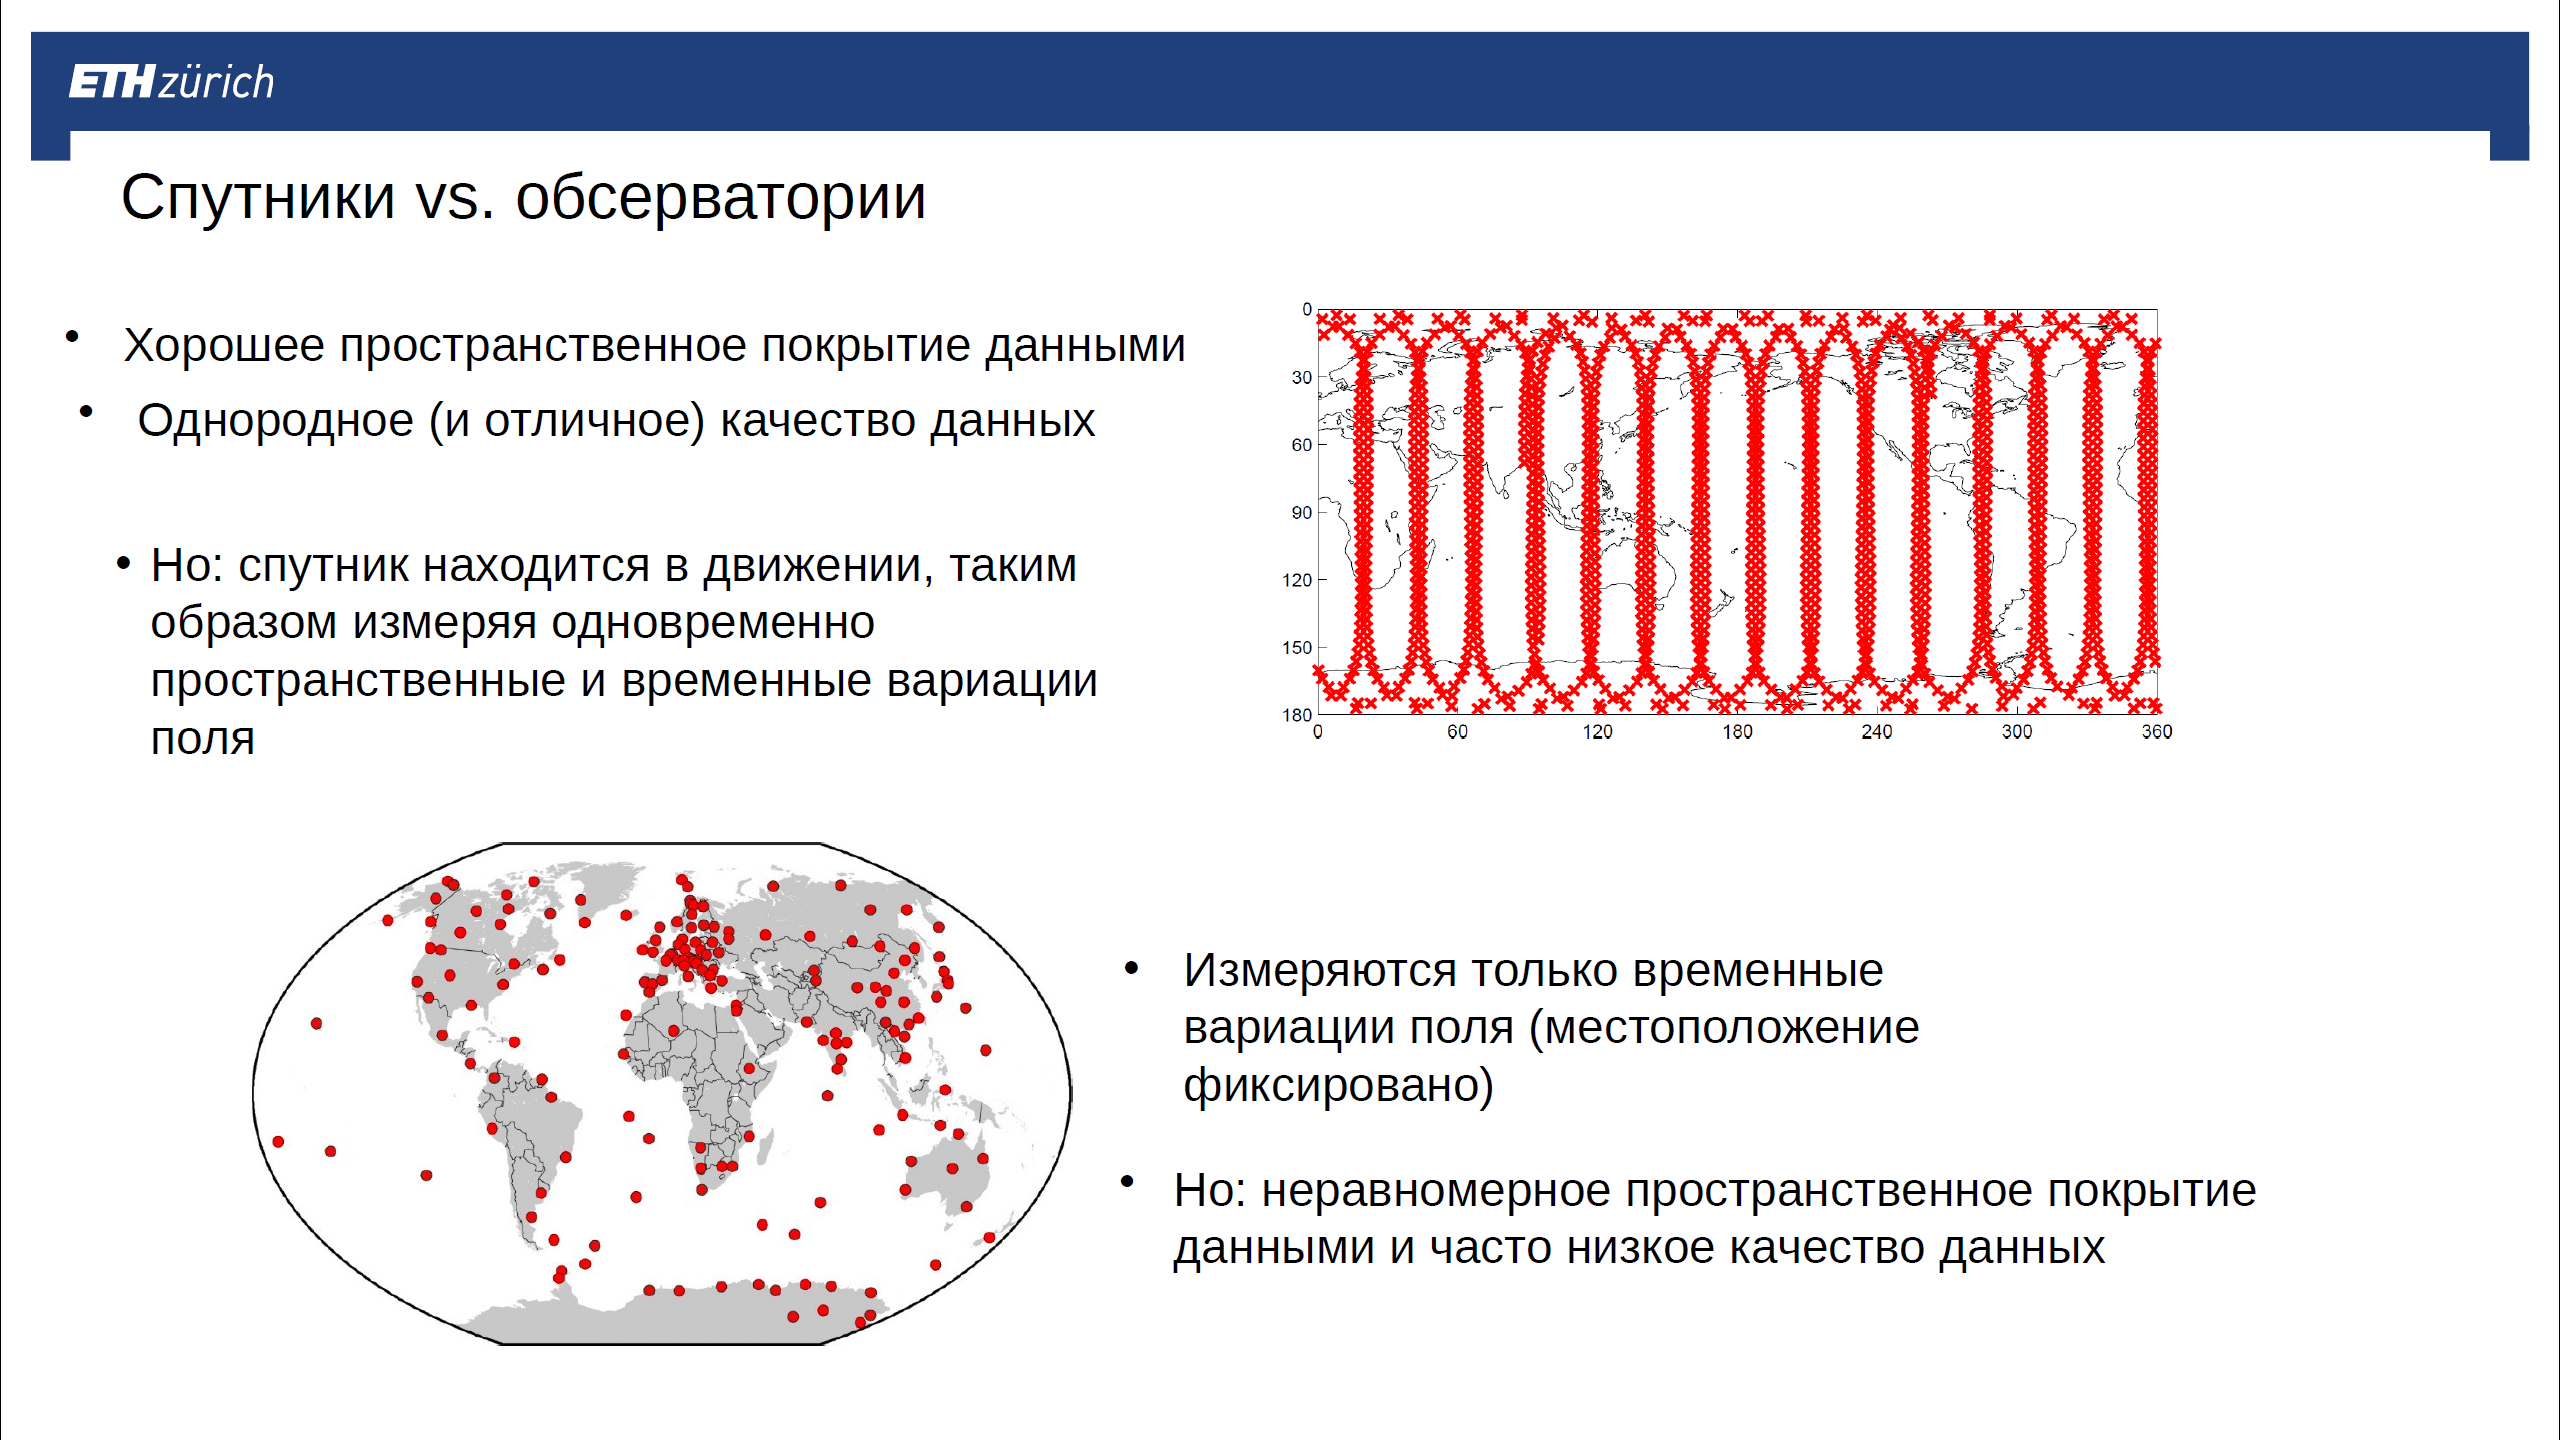 ETH zürich
Спутники vs. обсерватории
• Хорошее пространственное покрытие данными
• Однородное (и отличное) качество данных
• Но: спутник находится в движении, таким
образом измеряя одновременно
пространственные и временные вариации
поля
0
30
60
90
120
150
180
0 60 120 180 240 300 360
• Измеряются только временные
вариации поля (местоположение
фиксировано)
• Но: неравномерное пространственное покрытие
данными и часто низкое качество данных